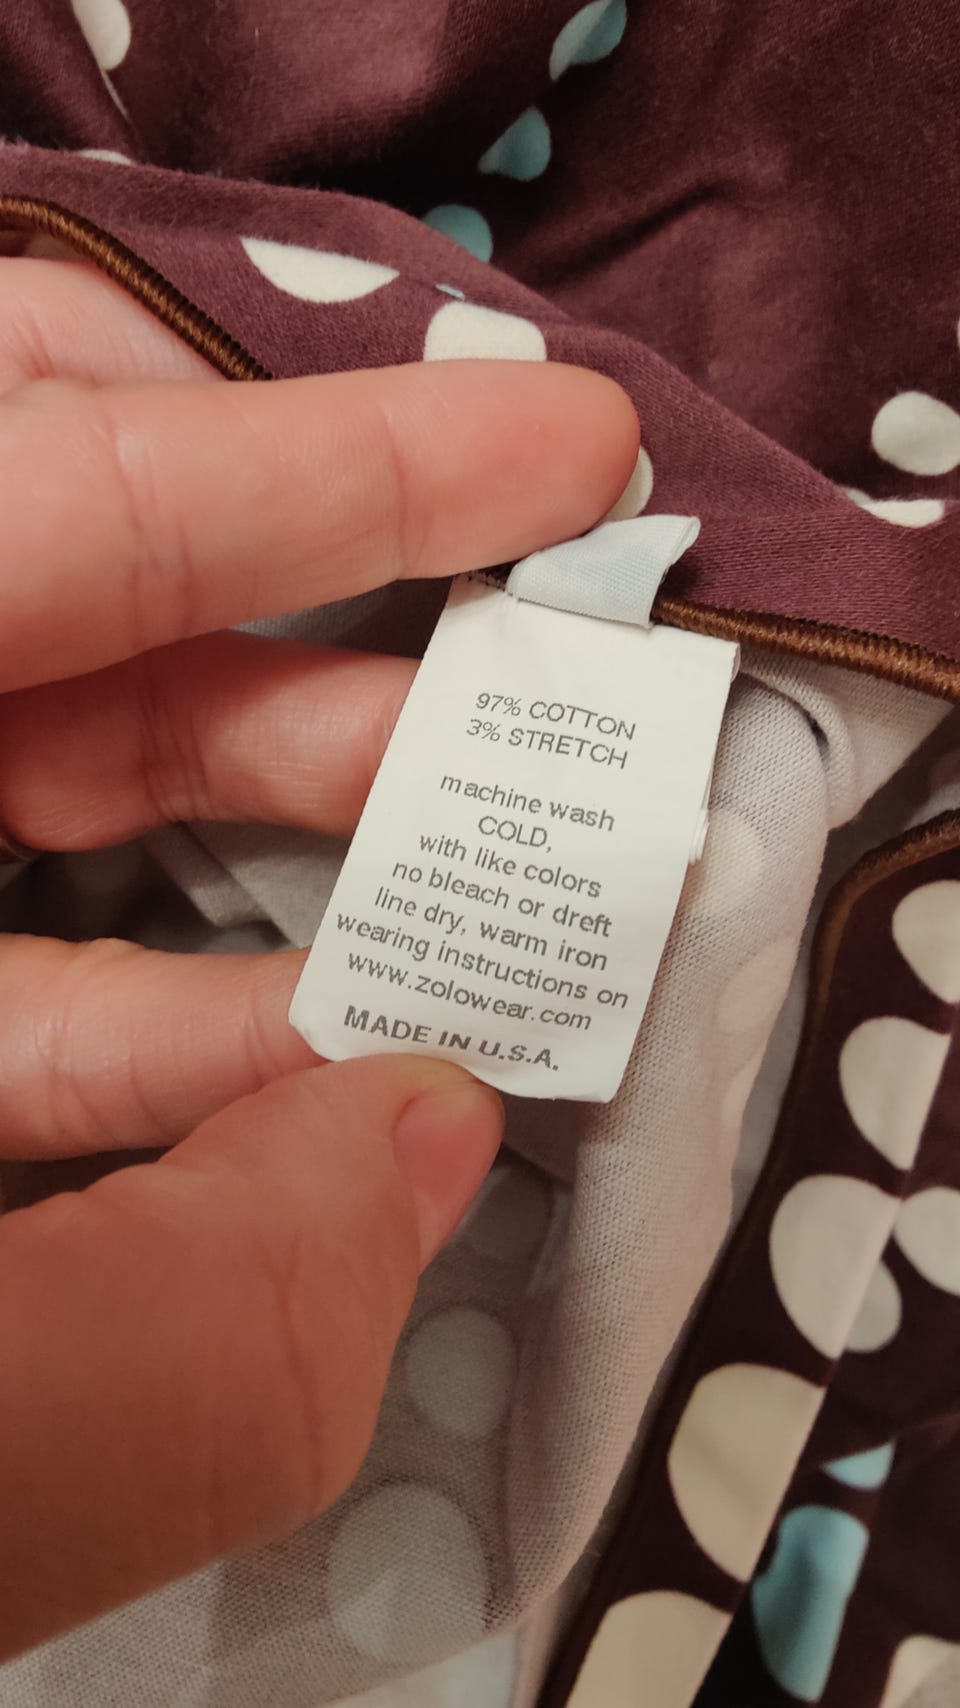 97% COTTON
3% STRETCH
machine wash
COLD,
with like colors
no bleach or dreft
line dry, warm iron
wearing instructions on
www.zolowear.com
MADE IN U.S.A.